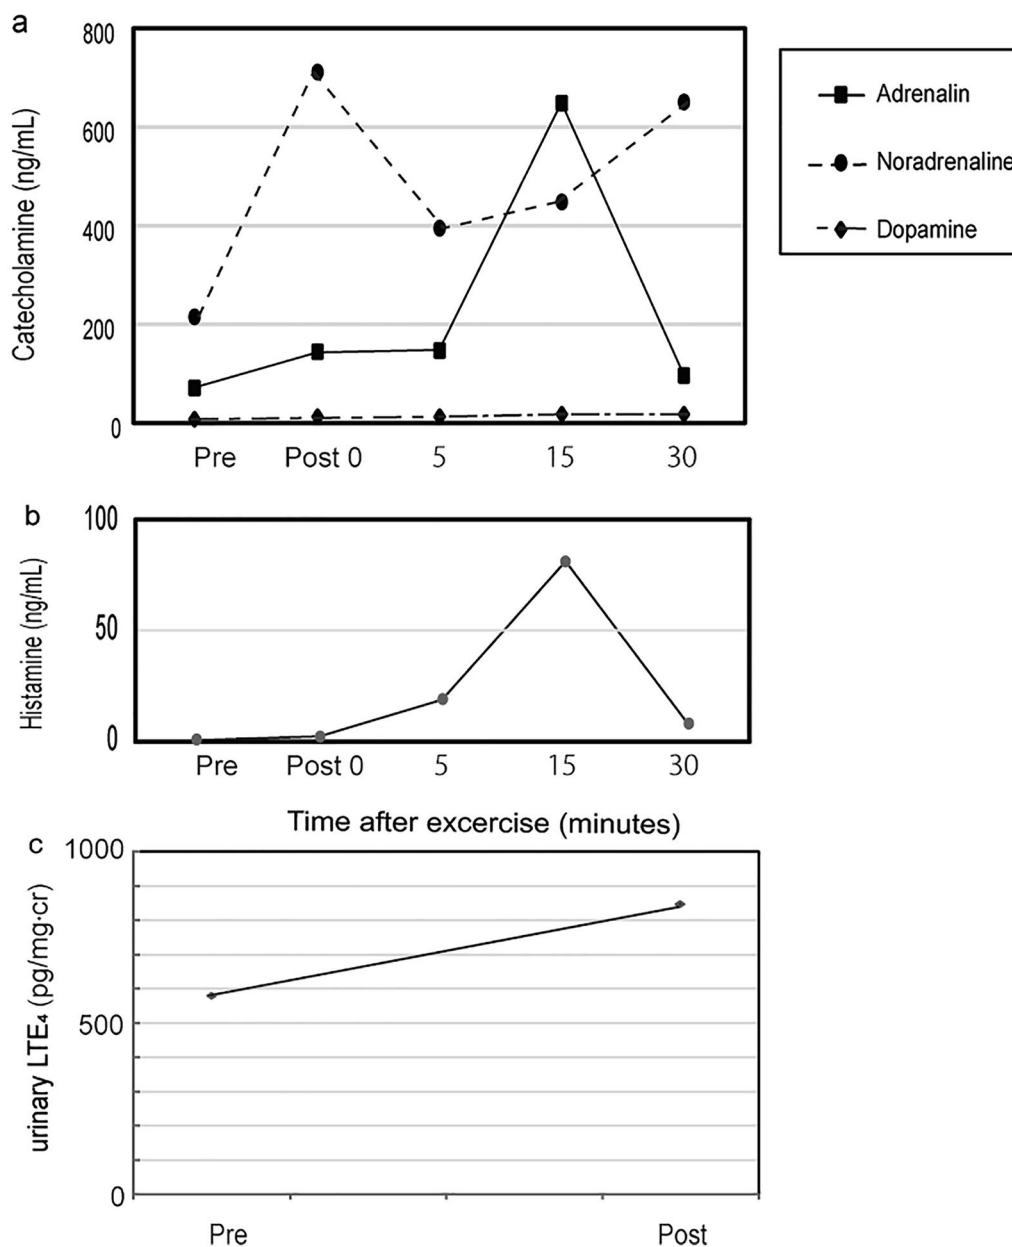 a
Catecholamine (ng/mL)
800
600
400
200
0
Pre Post 0 5 15 30
Adrenalin
Noradrenaline
Dopamine
b
Histamine (ng/mL)
100
50
0
Pre Post 0 5 15 30
Time after excercise (minutes)
c
urinary LTE₄ (pg/mg·cr)
1000
500
0
Pre Post